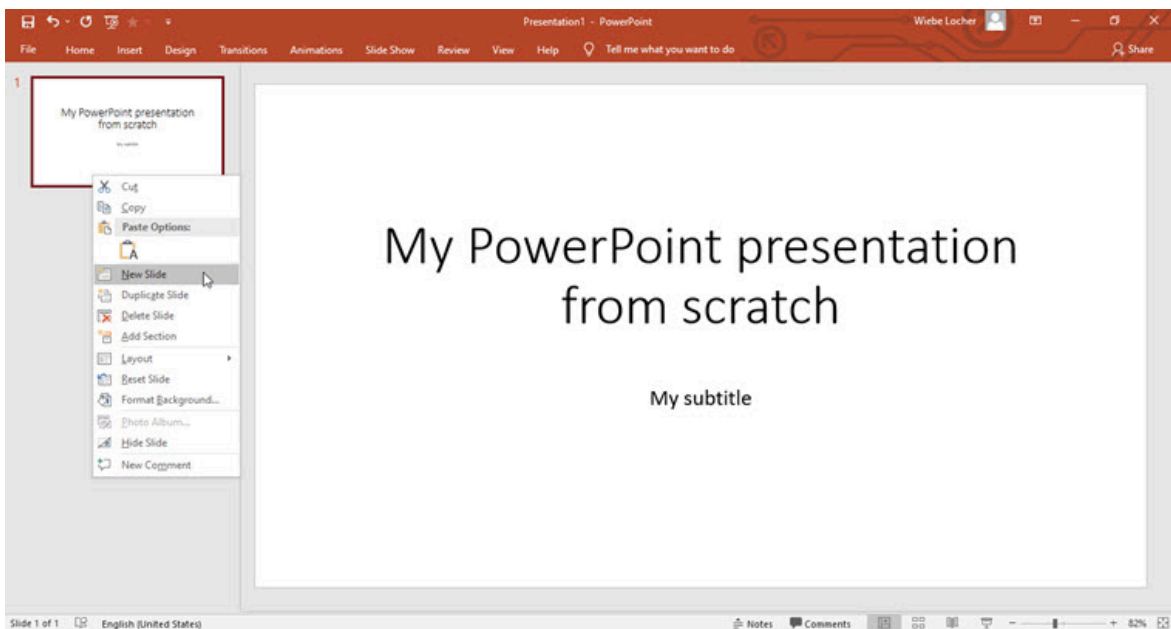 Presentation1 - PowerPoint
Wiebe Locher
File Home Insert Design Transitions Animations Slide Show Review View Help Tell me what you want to do
Share
1
My PowerPoint presentation
from scratch
My subtitle
Cut
Copy
Paste Options:
A
New Slide
Duplicate Slide
Delete Slide
Add Section
Layout
Reset Slide
Format Background...
Photo Album...
Hide Slide
New Comment
My PowerPoint presentation
from scratch
My subtitle
Slide 1 of 1 English (United States) Notes Comments 82%